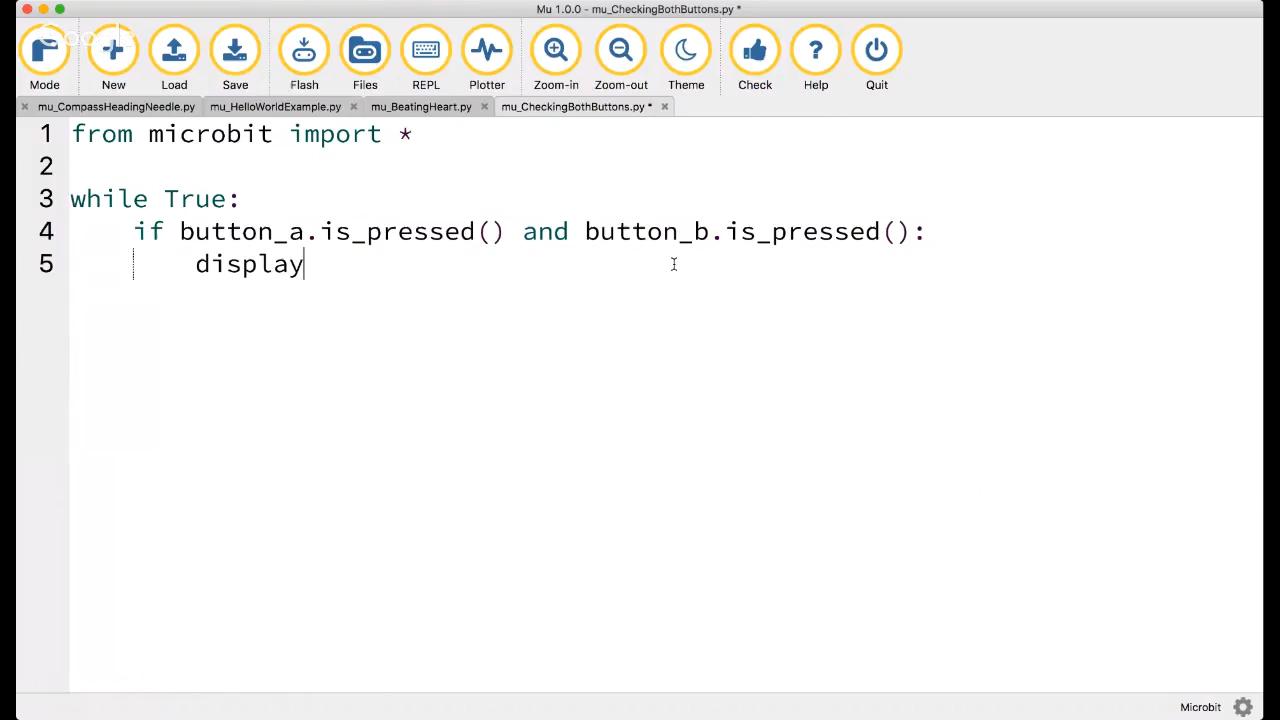 Mu 1.0.0 - mu_CheckingBothButtons.py *
Google
Mode New Load Save Flash Files REPL Plotter Zoom-in Zoom-out Theme Check Help Quit
mu_CompassHeadingNeedle.py mu_HelloWorldExample.py mu_BeatingHeart.py mu_CheckingBothButtons.py *
1 from microbit import *
2
3 while True:
4 if button_a.is_pressed() and button_b.is_pressed():
5 display
Microbit